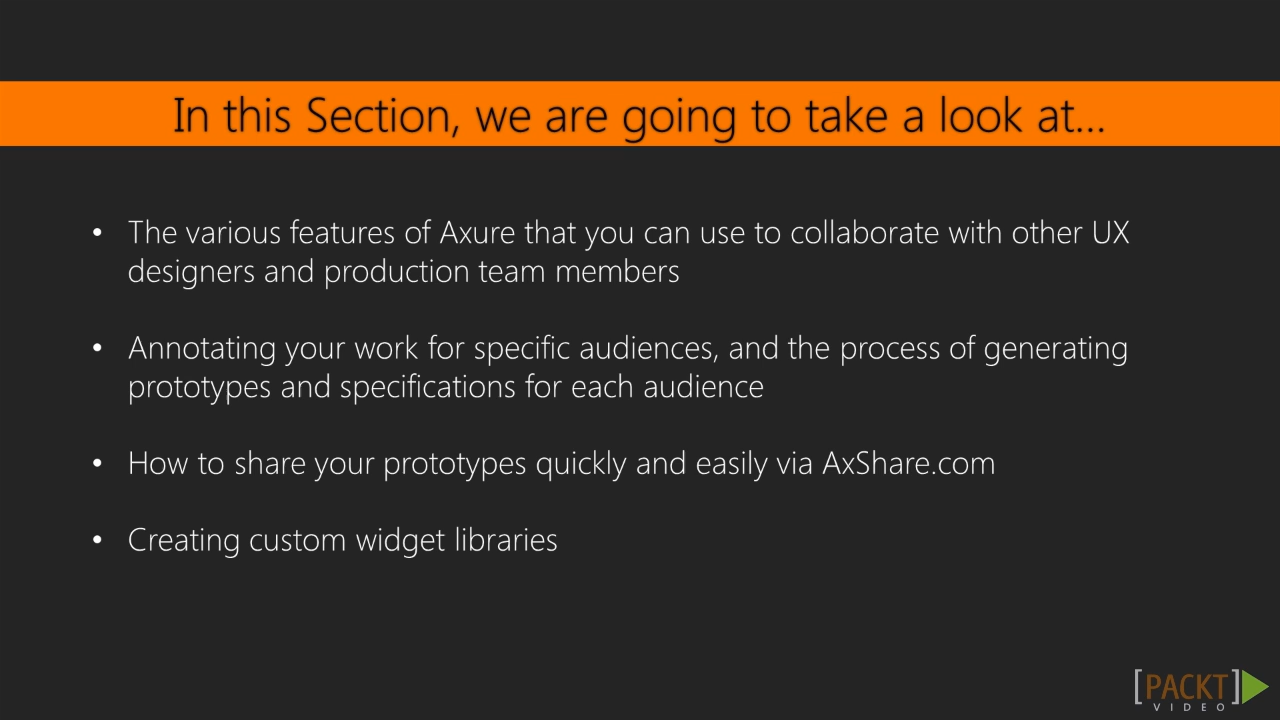 In this Section, we are going to take a look at...
• The various features of Axure that you can use to collaborate with other UX
designers and production team members
• Annotating your work for specific audiences, and the process of generating
prototypes and specifications for each audience
• How to share your prototypes quickly and easily via AxShare.com
• Creating custom widget libraries
[PACKT]
VIDEO